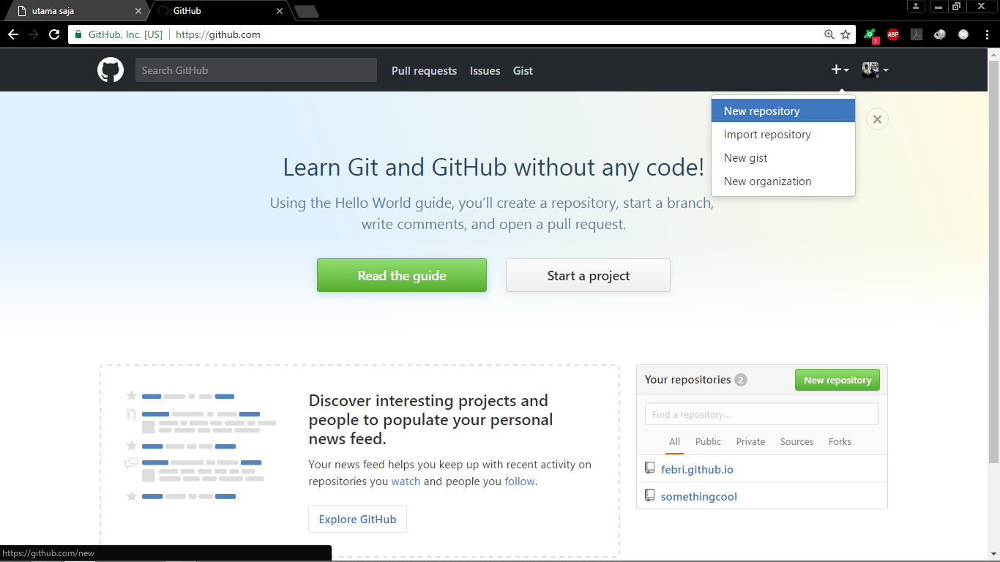 utama saja
GitHub
GitHub, Inc. [US]
https://github.com
1
ABP
Search GitHub
Pull requests
Issues
Gist
New repository
Import repository
New gist
New organization
Learn Git and GitHub without any code!
Using the Hello World guide, you’ll create a repository, start a branch,
write comments, and open a pull request.
Read the guide
Start a project
Discover interesting projects and
people to populate your personal
news feed.
Your news feed helps you keep up with recent activity on
repositories you watch and people you follow.
Explore GitHub
Your repositories 2
New repository
Find a repository...
All
Public
Private
Sources
Forks
febri.github.io
somethingcool
https://github.com/new